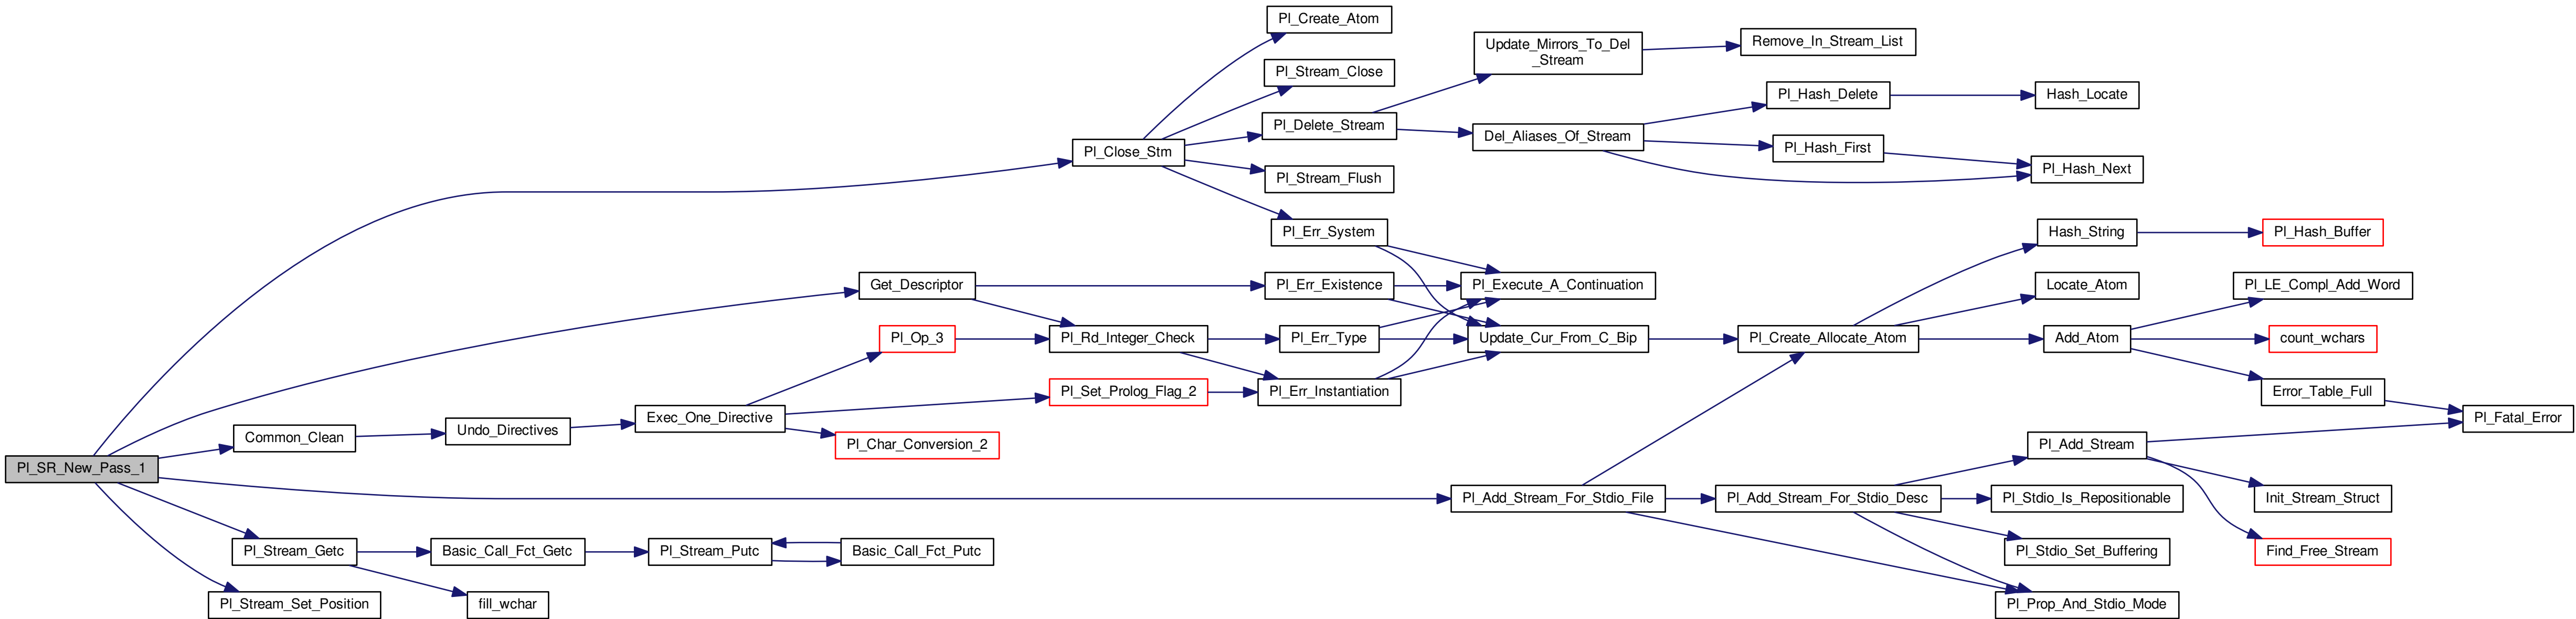 Pl_Create_Atom
Update_Mirrors_To_Del
_Stream
Remove_In_Stream_List
Pl_Stream_Close
Pl_Hash_Delete
Hash_Locate
Pl_Delete_Stream
Del_Aliases_Of_Stream
Pl_Close_Stm
Pl_Hash_First
Pl_Hash_Next
Pl_Stream_Flush
Pl_Err_System
Hash_String
Pl_Hash_Buffer
Get_Descriptor
Pl_Err_Existence
Pl_Execute_A_Continuation
Locate_Atom
Pl_LE_Compl_Add_Word
Pl_Op_3
Pl_Rd_Integer_Check
Pl_Err_Type
Update_Cur_From_C_Bip
Pl_Create_Allocate_Atom
Add_Atom
count_wchars
Pl_Set_Prolog_Flag_2
Pl_Err_Instantiation
Error_Table_Full
Exec_One_Directive
Pl_Fatal_Error
Common_Clean
Undo_Directives
Pl_Char_Conversion_2
Pl_Add_Stream
Pl_SR_New_Pass_1
Pl_Add_Stream_For_Stdio_File
Pl_Add_Stream_For_Stdio_Desc
Pl_Stdio_Is_Repositionable
Init_Stream_Struct
Pl_Stream_Getc
Basic_Call_Fct_Getc
Pl_Stream_Putc
Basic_Call_Fct_Putc
Pl_Stdio_Set_Buffering
Find_Free_Stream
Pl_Stream_Set_Position
fill_wchar
Pl_Prop_And_Stdio_Mode